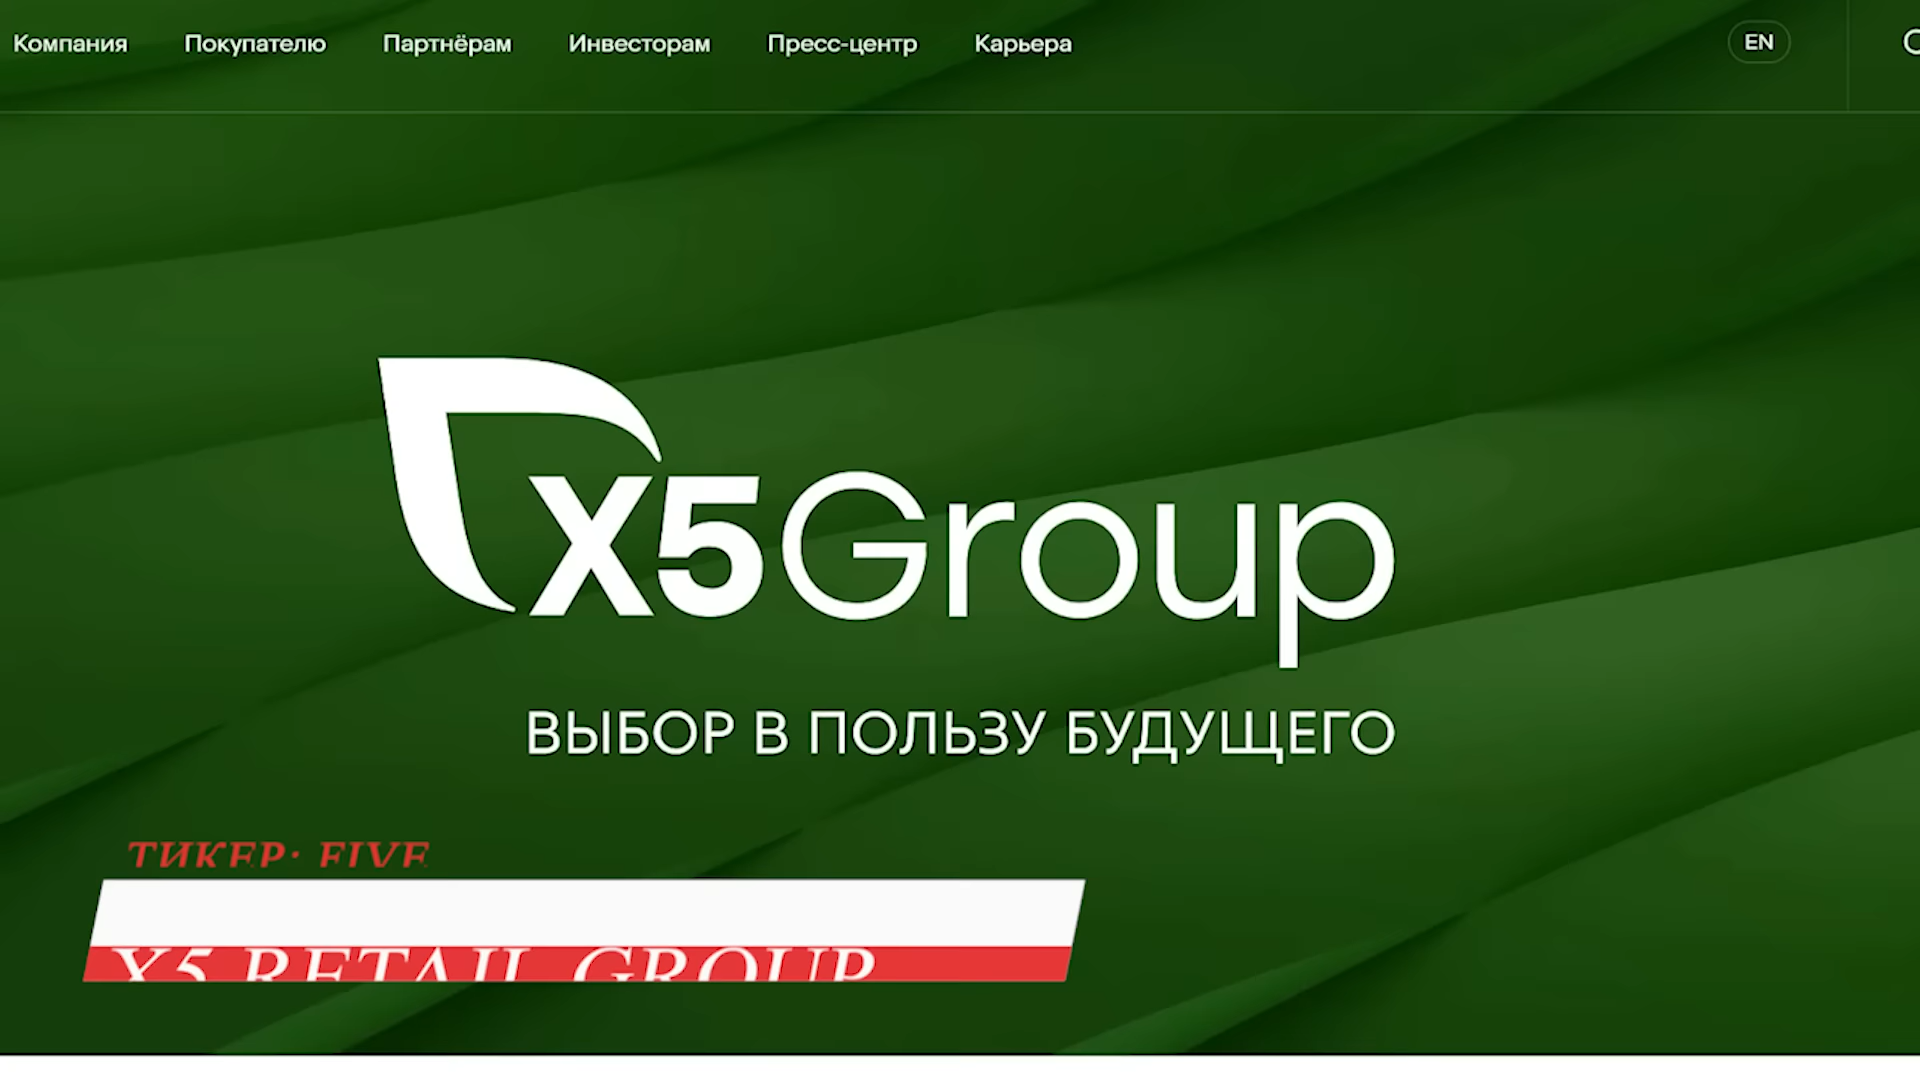 Компания Покупателю Партнёрам Инвесторам Пресс-центр Карьера EN
X5Group
ВЫБОР В ПОЛЬЗУ БУДУЩЕГО
ТИКЕР: FIVE
X5 RETAIL GROUP